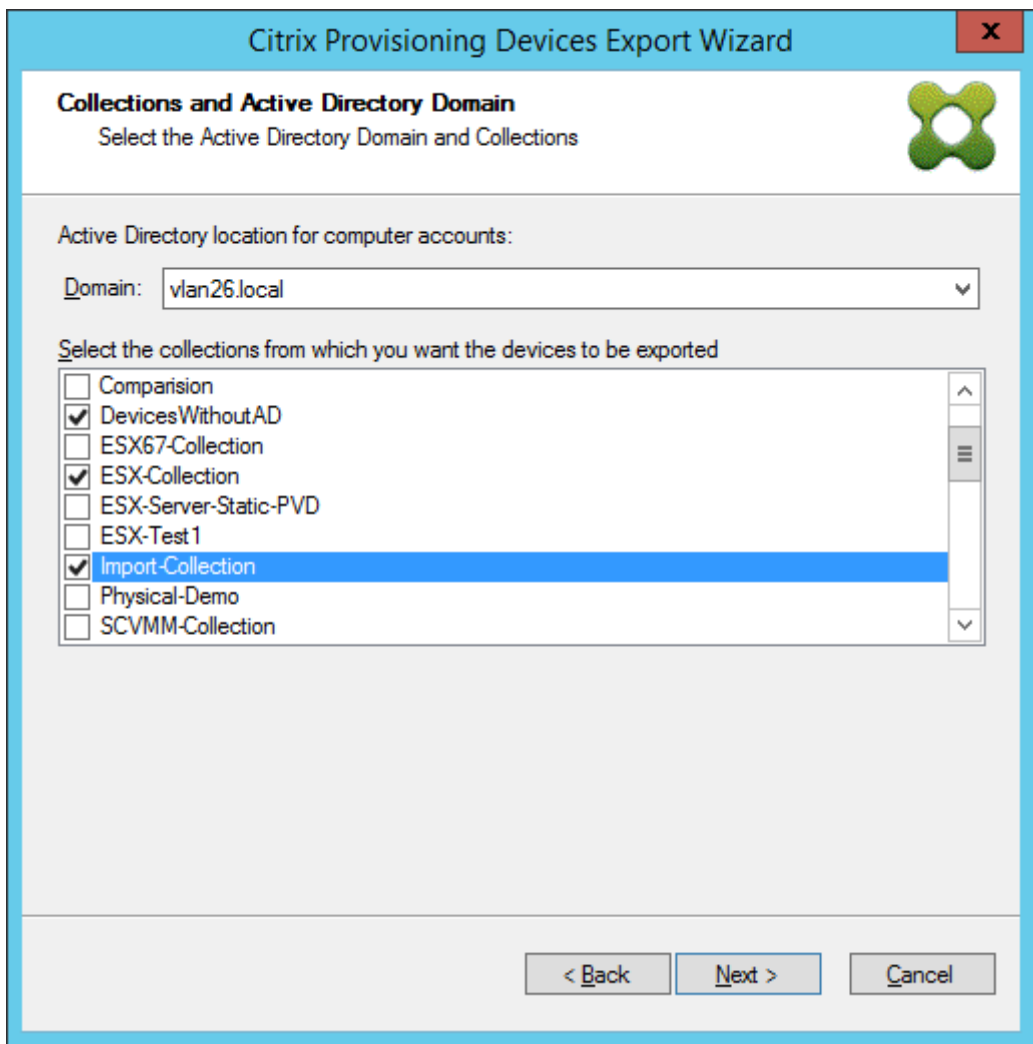 Citrix Provisioning Devices Export Wizard
x
Collections and Active Directory Domain
Select the Active Directory Domain and Collections
Active Directory location for computer accounts:
Domain: vlan26.local
Select the collections from which you want the devices to be exported
Comparision
DevicesWithoutAD
ESX67-Collection
ESX-Collection
ESX-Server-Static-PVD
ESX-Test1
Import-Collection
Physical-Demo
SCVMM-Collection
< Back Next > Cancel